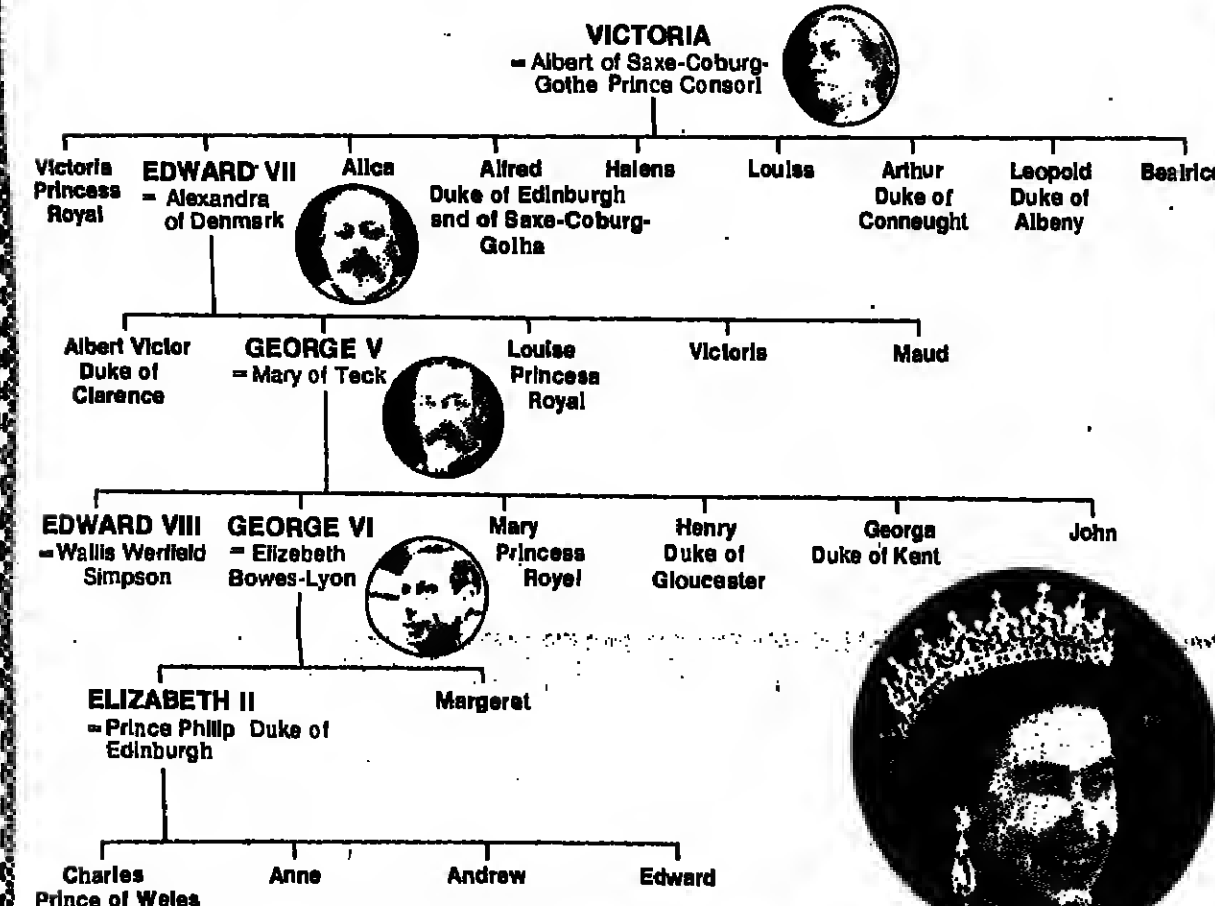 VICTORIA
= Albert of Saxe-Coburg-
Gothe Prince Consorl
Victoria
Princess
Royal
EDWARD VII
= Alexandra
of Denmark
Alica
Alfred
Duke of Edinburgh
snd of Saxe-Coburg-
Golha
Halens
Louisa
Arthur
Duke of
Conneught
Leopold
Duke of
Albeny
Bealrice
Albert Victor
Duke of
Clarence
GEORGE V
= Mary of Teck
Louise
Princesa
Royal
Victoris
Maud
EDWARD VIII
= Wallis Werfield
Simpson
GEORGE VI
= Elizebeth
Bowes-Lyon
Mary
Princess
Royel
Henry
Duke of
Gloucester
Georga
Duke of Kent
John
ELIZABETH II
= Prince Philip Duke of
Edinburgh
Margeret
Charles
Prince of Weles
Anne
Andrew
Edward